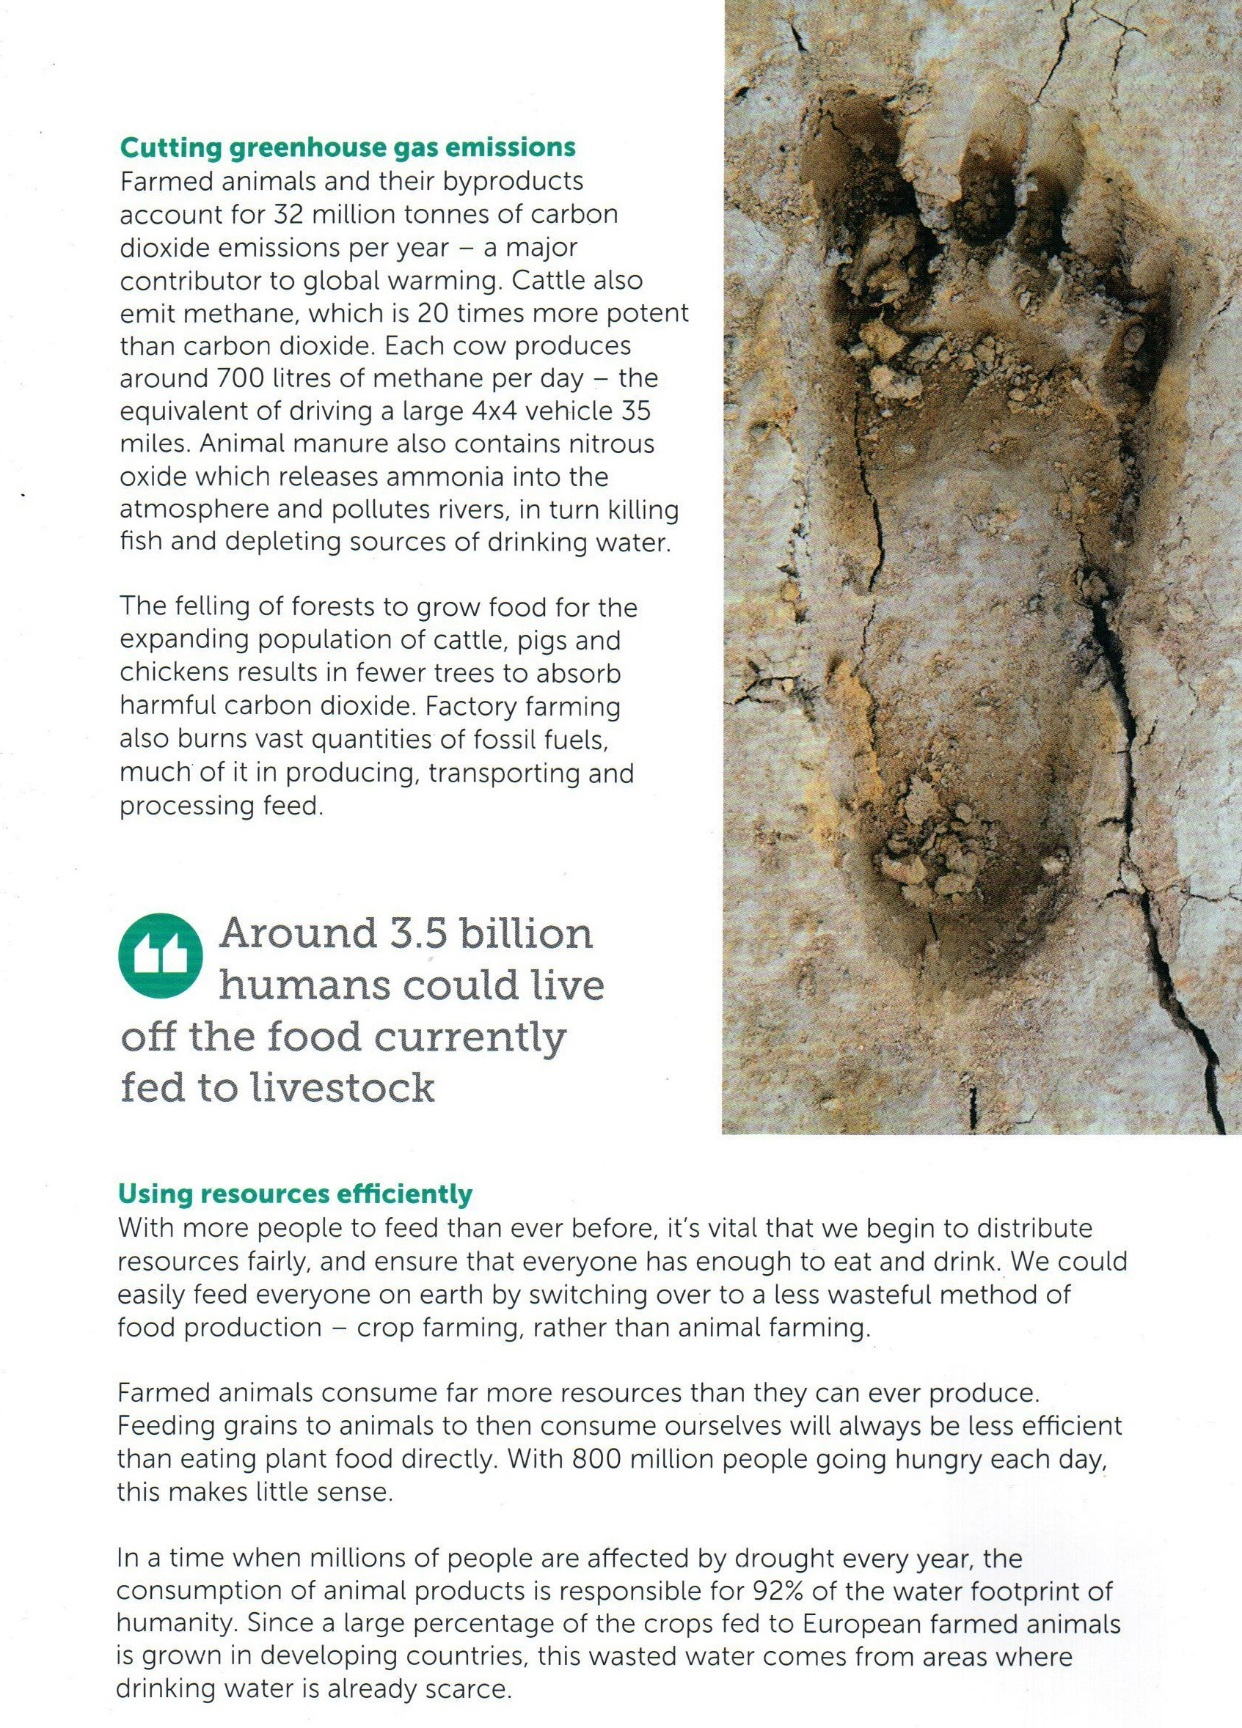 Cutting greenhouse gas emissions
Farmed animals and their byproducts
account for 32 million tonnes of carbon
dioxide emissions per year – a major
contributor to global warming. Cattle also
emit methane, which is 20 times more potent
than carbon dioxide. Each cow produces
around 700 litres of methane per day – the
equivalent of driving a large 4x4 vehicle 35
miles. Animal manure also contains nitrous
oxide which releases ammonia into the
atmosphere and pollutes rivers, in turn killing
fish and depleting sources of drinking water.
The felling of forests to grow food for the
expanding population of cattle, pigs and
chickens results in fewer trees to absorb
harmful carbon dioxide. Factory farming
also burns vast quantities of fossil fuels,
much of it in producing, transporting and
processing feed.
“ Around 3.5 billion
humans could live
off the food currently
fed to livestock
Using resources efficiently
With more people to feed than ever before, it's vital that we begin to distribute
resources fairly, and ensure that everyone has enough to eat and drink. We could
easily feed everyone on earth by switching over to a less wasteful method of
food production – crop farming, rather than animal farming.
Farmed animals consume far more resources than they can ever produce.
Feeding grains to animals to then consume ourselves will always be less efficient
than eating plant food directly. With 800 million people going hungry each day,
this makes little sense.
In a time when millions of people are affected by drought every year, the
consumption of animal products is responsible for 92% of the water footprint of
humanity. Since a large percentage of the crops fed to European farmed animals
is grown in developing countries, this wasted water comes from areas where
drinking water is already scarce.